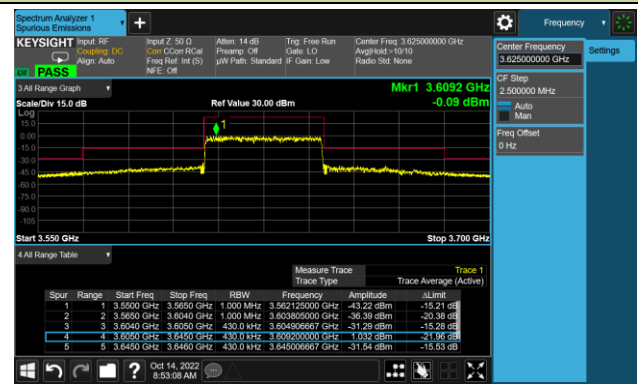 Spectrum Analyzer 1
Spurious Emissions
Frequency
KEYSIGHT
Input: RF
Coupling: DC
Align: Auto
Input Z: 50 Ω
Corr CCorr RCal
Freq Ref: Int (S)
NFE: Off
Atten: 14 dB
Preamp: Off
µW Path: Standard
Trig: Free Run
Gate: LO
IF Gain: Low
Center Freq: 3.625000000 GHz
Avg|Hold:>10/10
Radio Std: None
PASS
Center Frequency
3.625000000 GHz
Settings
CF Step
2.500000 MHz
Auto
Man
Freq Offset
0 Hz
3 All Range Graph
Mkr1 3.6092 GHz
Scale/Div 15.0 dB
Ref Value 30.00 dBm
-0.09 dBm
Log
15.0
0.00
-15.0
-30.0
-45.0
-60.0
-75.0
-90.0
-105
1
Start 3.550 GHz
Stop 3.700 GHz
4 All Range Table
Measure Trace Trace 1
Trace Type Trace Average (Active)
Spur Range Start Freq Stop Freq RBW Frequency Amplitude ΔLimit
1 1 3.5500 GHz 3.5650 GHz 1.000 MHz 3.562125000 GHz -43.22 dBm -15.21 dB
2 2 3.5650 GHz 3.6040 GHz 1.000 MHz 3.603805000 GHz -36.39 dBm -20.38 dB
3 3 3.6040 GHz 3.6050 GHz 430.0 kHz 3.604906667 GHz -31.29 dBm -15.28 dB
4 4 3.6050 GHz 3.6450 GHz 430.0 kHz 3.609200000 GHz 1.032 dBm -21.96 dB
5 5 3.6450 GHz 3.6460 GHz 430.0 kHz 3.645006667 GHz -31.54 dBm -15.53 dB
?
Oct 14, 2022
8:53:08 AM